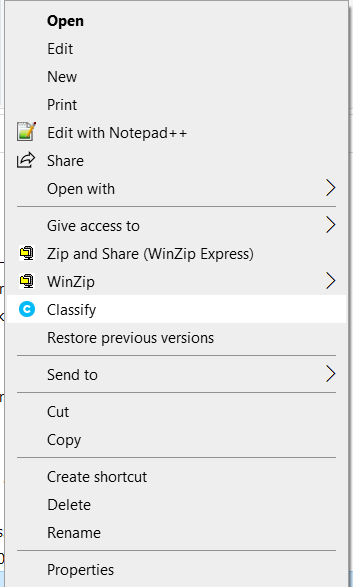 Open
Edit
New
Print
Edit with Notepad++
Share
Open with
Give access to
Zip and Share (WinZip Express)
WinZip
C Classify
Restore previous versions
Send to
Cut
Copy
Create shortcut
Delete
Rename
Properties